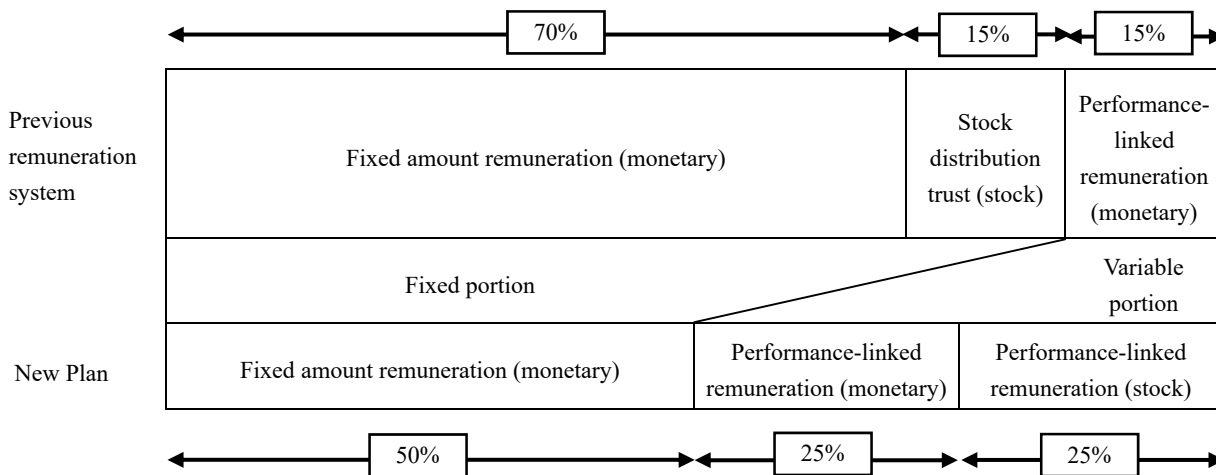 70%
15%
15%
Previous
remuneration
system
Fixed amount remuneration (monetary)
Stock
distribution
trust (stock)
Performance-
linked
remuneration
(monetary)
Fixed portion
Variable
portion
New Plan
Fixed amount remuneration (monetary)
Performance-linked
remuneration (monetary)
Performance-linked
remuneration (stock)
50%
25%
25%